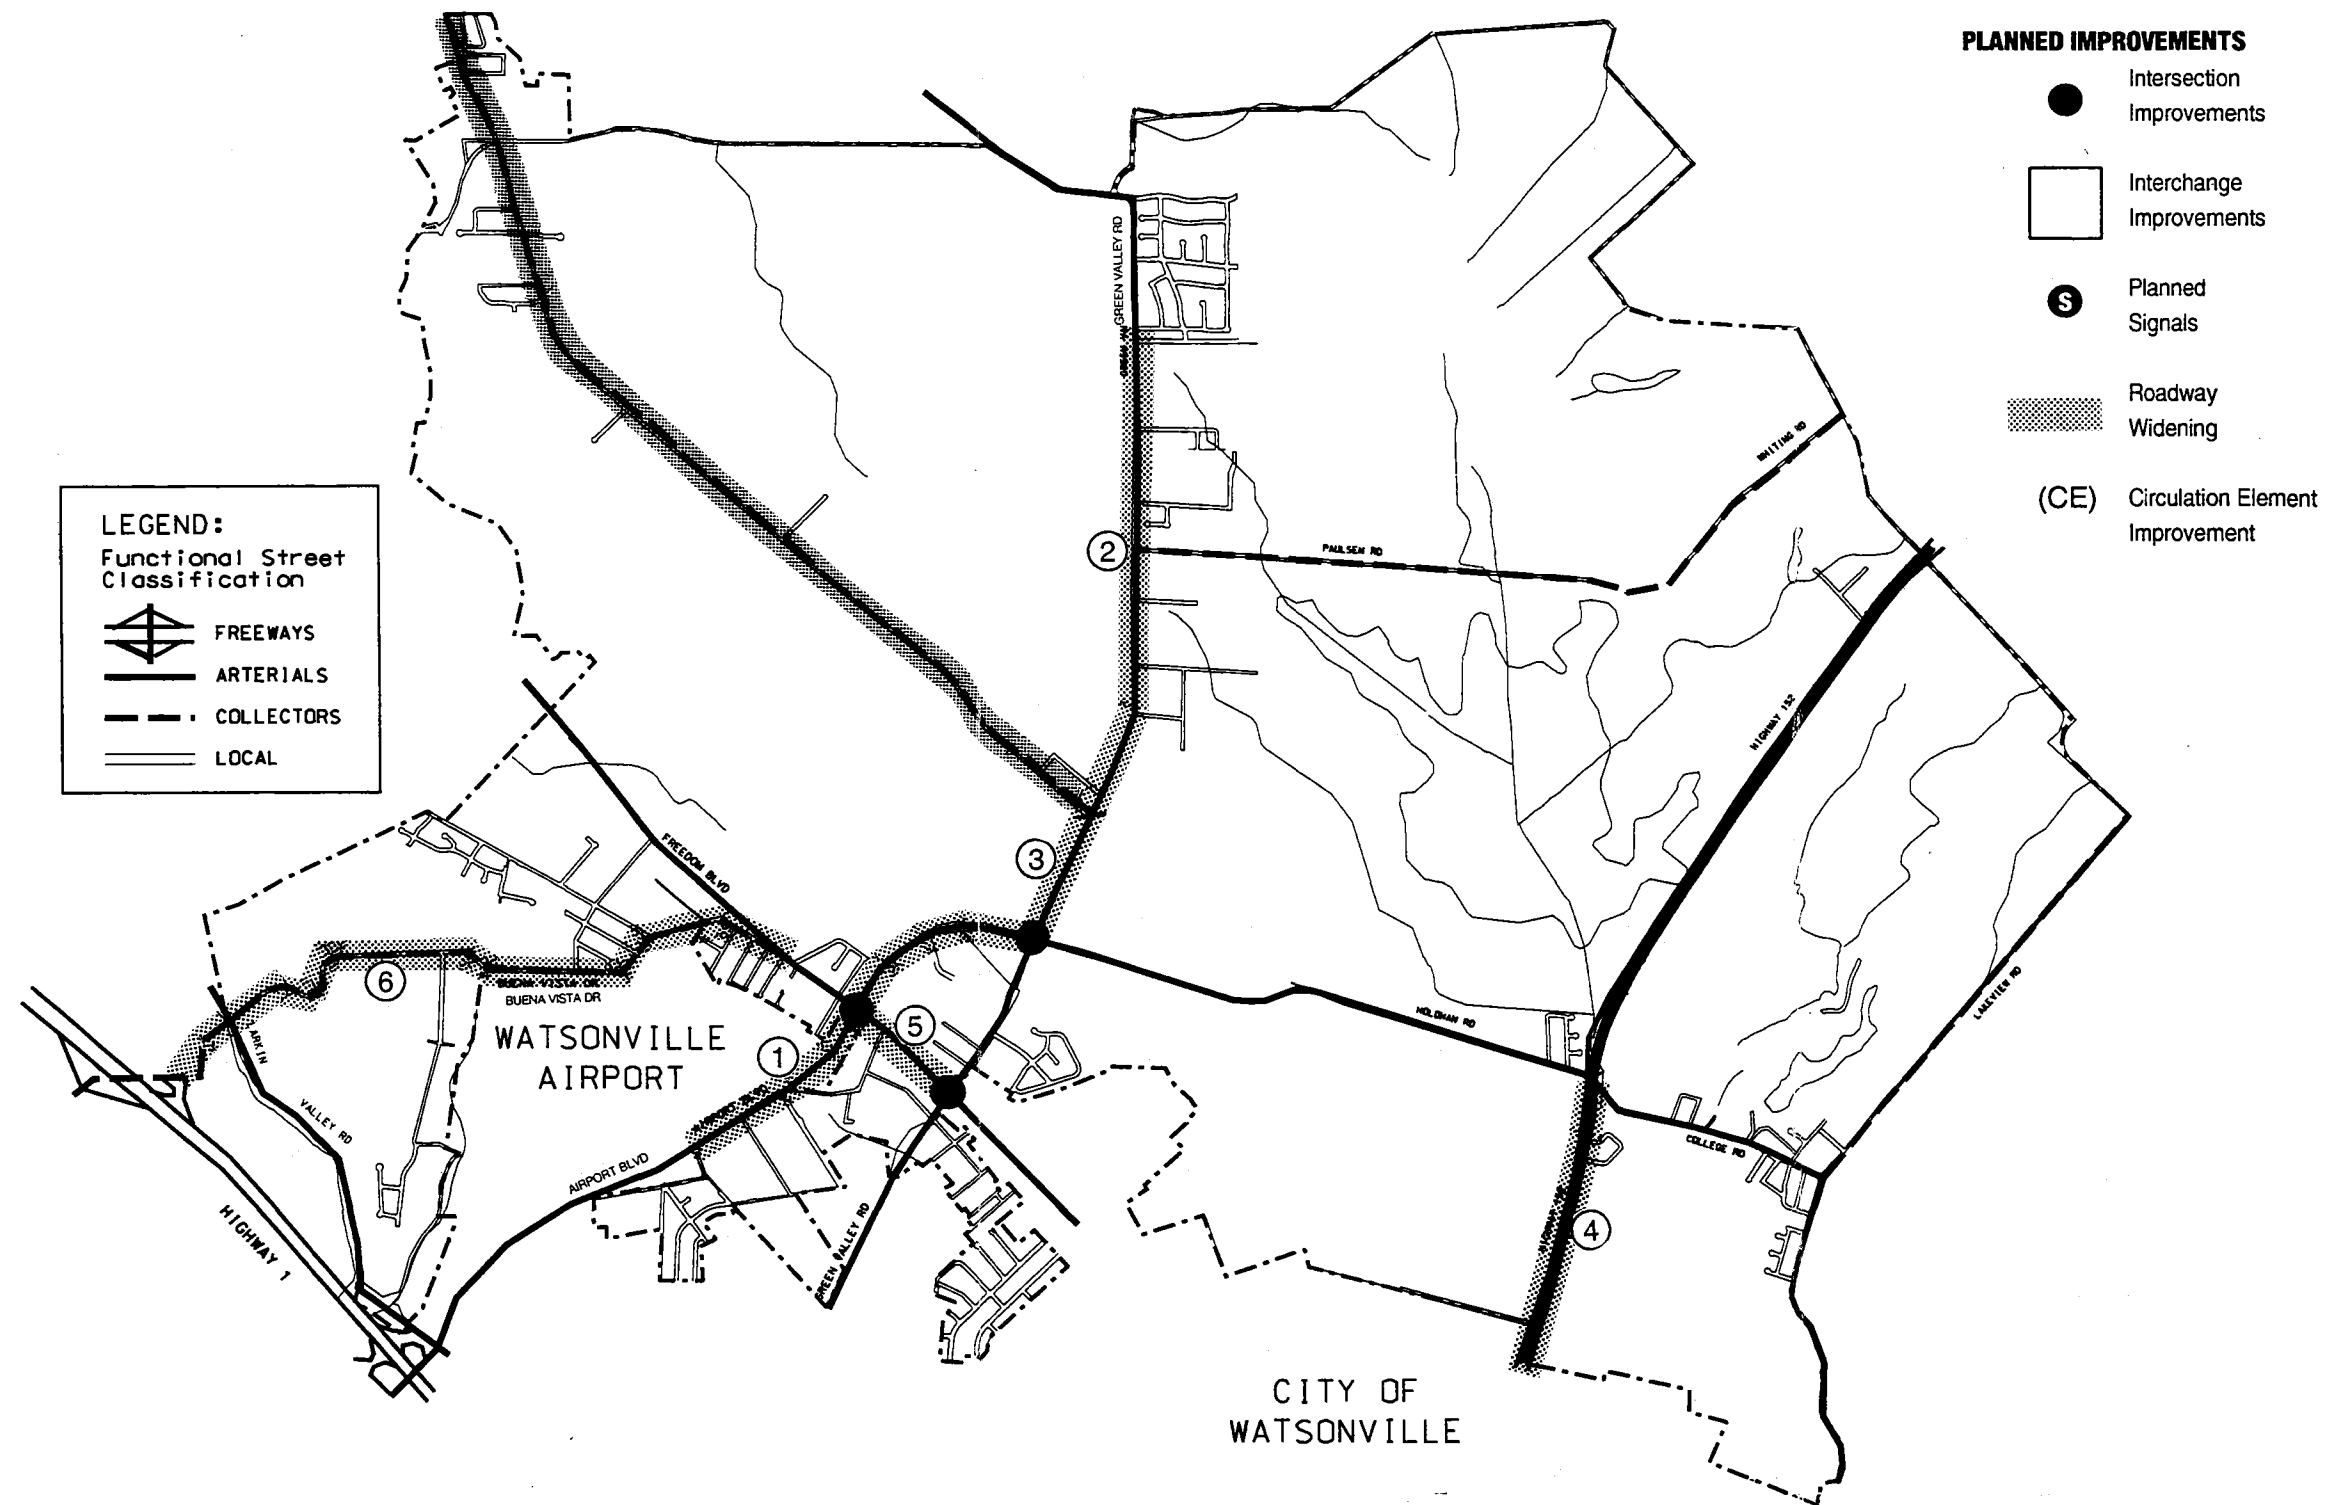 PLANNED IMPROVEMENTS
Intersection
Improvements
Interchange
Improvements
S
Planned
Signals
Roadway
Widening
(CE)
Circulation Element
Improvement
LEGEND:
Functional Street
Classification
FREEWAYS
ARTERIALS
COLLECTORS
LOCAL
GREEN VALLEY RD
WHITING RD
2
PAULSEN RD
HIGHWAY 152
3
FREEDOM BLVD
6
BUENA VISTA DR
BUENA VISTA DR
WATSONVILLE
AIRPORT
5
1
LARKIN
VALLEY RD
AIRPORT BLVD
HIGHWAY 1
GREEN VALLEY RD
HOLOHAN RD
LAKEVIEW RD
COLLEGE RD
4
CITY OF
WATSONVILLE